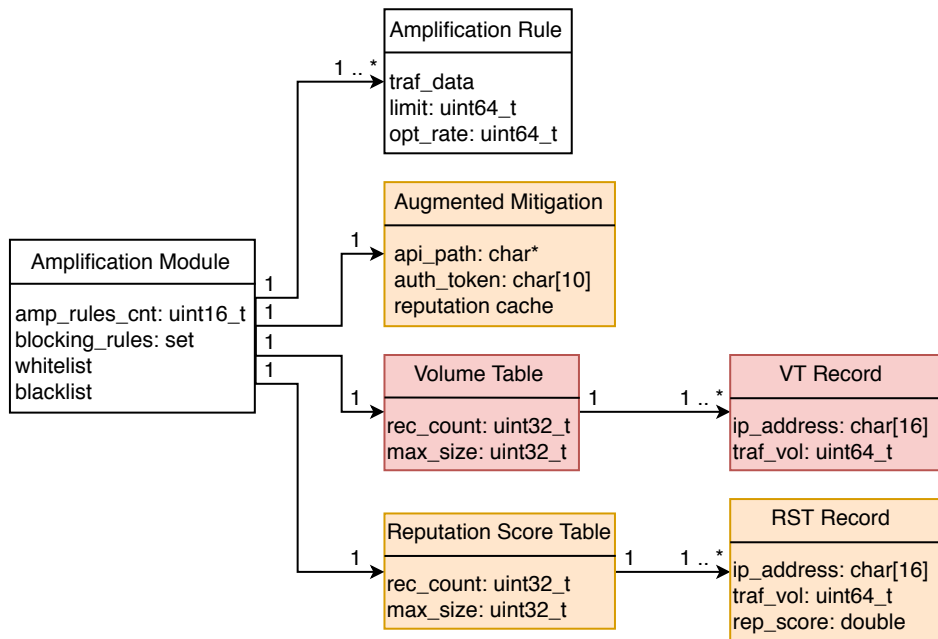 Amplification Rule
1 .. *
traf_data
limit: uint64_t
opt_rate: uint64_t
Augmented Mitigation
1
api_path: char*
auth_token: char[10]
reputation cache
Amplification Module
1
amp_rules_cnt: uint16_t
1
blocking_rules: set
1
whitelist
1
blacklist
Volume Table
1
1
1 .. *
rec_count: uint32_t
max_size: uint32_t
VT Record
ip_address: char[16]
traf_vol: uint64_t
Reputation Score Table
1
1
1 .. *
rec_count: uint32_t
max_size: uint32_t
RST Record
ip_address: char[16]
traf_vol: uint64_t
rep_score: double